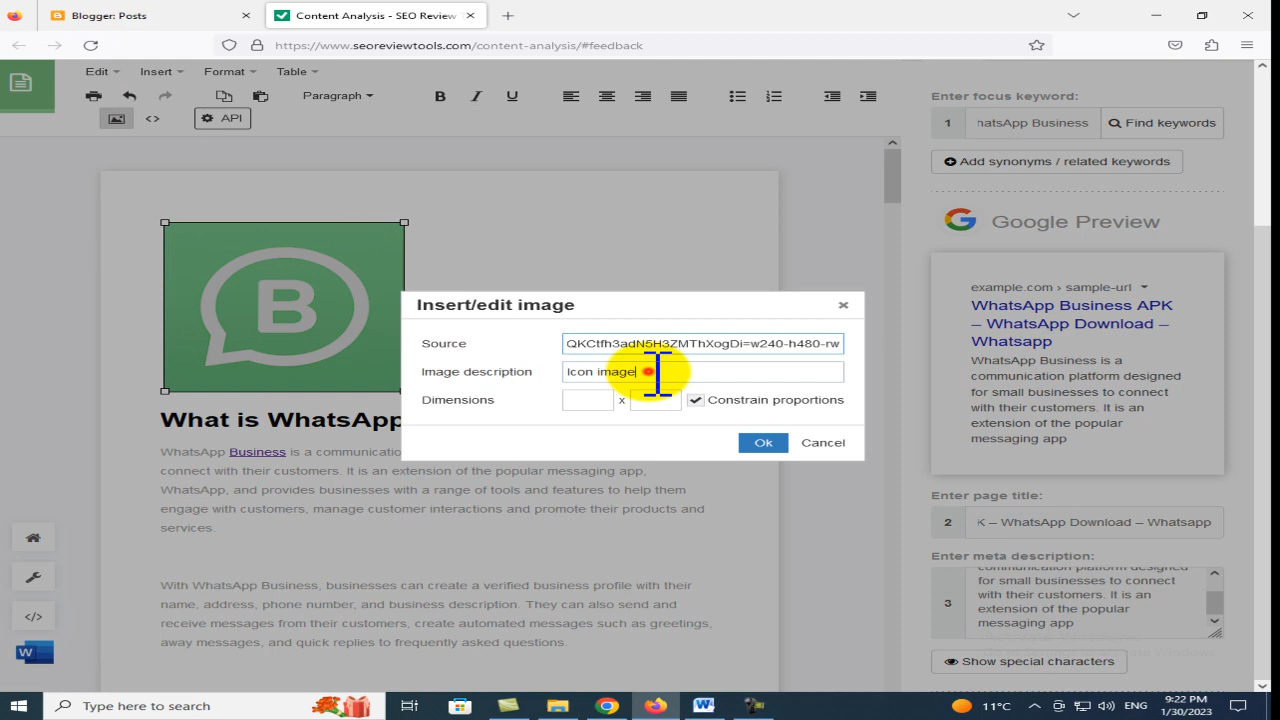 Blogger: Posts
Content Analysis - SEO Review T
https://www.seoreviewtools.com/content-analysis/#feedback
Edit
Insert
Format
Table
Paragraph
B
I
U
API
B
What is WhatsApp
WhatsApp Business is a communica
connect with their customers. It is an extension of the popular messaging app,
WhatsApp, and provides businesses with a range of tools and features to help them
engage with customers, manage customer interactions and promote their products and
services.
With WhatsApp Business, businesses can create a verified business profile with their
name, address, phone number, and business description. They can also send and
receive messages from their customers, create automated messages such as greetings,
away messages, and quick replies to frequently asked questions.
Insert/edit image
Source
QKCtfh3adN5H3ZMThXogDi=w240-h480-rw
Image description
Icon image
Dimensions
x
Constrain proportions
Ok
Cancel
Enter focus keyword:
1
hatsApp Business
Find keywords
Add synonyms / related keywords
Google Preview
example.com › sample-url
WhatsApp Business APK
– WhatsApp Download –
Whatsapp
WhatsApp Business is a
communication platform designed
for small businesses to connect
with their customers. It is an
extension of the popular
messaging app
Enter page title:
2
K – WhatsApp Download – Whatsapp
Enter meta description:
3
communication platform designed
for small businesses to connect
with their customers. It is an
extension of the popular
messaging app
Show special characters
W
Type here to search
11°C
ENG
9:22 PM
1/30/2023